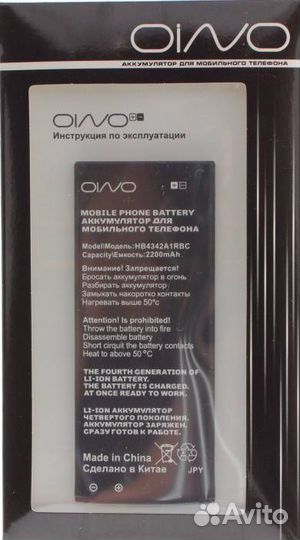 OINO
АККУМУЛЯТОР ДЛЯ МОБИЛЬНОГО ТЕЛЕФОНА
OINO
Инструкция по эксплуатации
OINO
MOBILE PHONE BATTERY
АККУМУЛЯТОР ДЛЯ
МОБИЛЬНОГО ТЕЛЕФОНА
Model\Модель: HB4342A1RBC
Capacity\Емкость: 2200mAh
Внимание! Запрещается!
Бросать аккумулятор в огонь
Разбирать аккумулятор
Замыкать накоротко контакты
Нагревать выше 50°c
Attention! Is prohibited!
Throw the battery into fire
Disassemble battery
Short cirquit the battery contacts
Heat to above 50 °C
THE FOURTH GENERATION OF
LI-ION BATTERY.
THE BATTERY IS CHARGED.
AT ONCE READY TO WORK.
LI-ION АККУМУЛЯТОР
ЧЕТВЕРТОГО ПОКОЛЕНИЯ.
АККУМУЛЯТОР ЗАРЯЖЕН.
СРАЗУ ГОТОВ К РАБОТЕ.
Made in China
Сделано в Китае
JPY
Avito